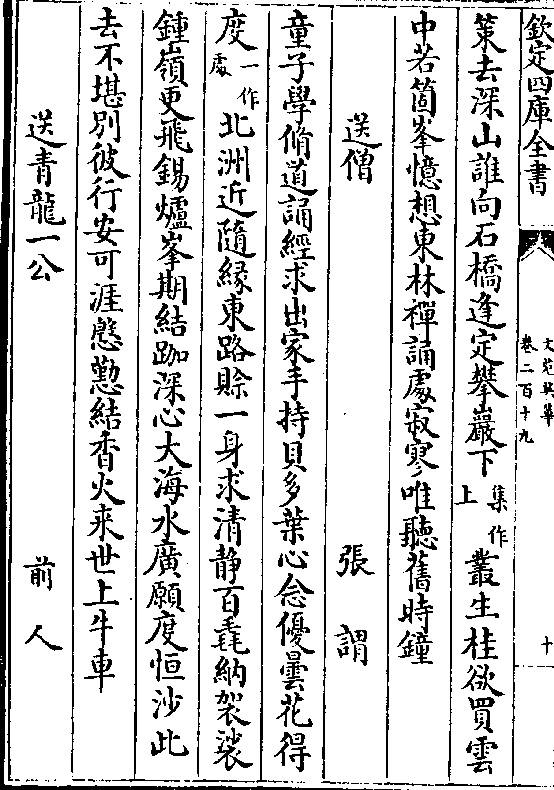 欽定四庫全書
文苑英華
卷二百十九
十
策去深山誰向石橋逢定攀巖下集作上叢生桂欲買雲
中若箇峯憶想東林禪誦處寂寥唯聽舊時鐘
送僧 張謂
童子學脩道誦經求出家手持貝多葉心念優曇花得
度一作處北洲近隨緣東路賒一身求清静百毳納袈裟
鍾嶺更飛錫爐峯期結跏深心大海水廣願度恒沙此
去不堪別彼行安可涯慇懃結香火来世上牛車
送青龍一公 前人